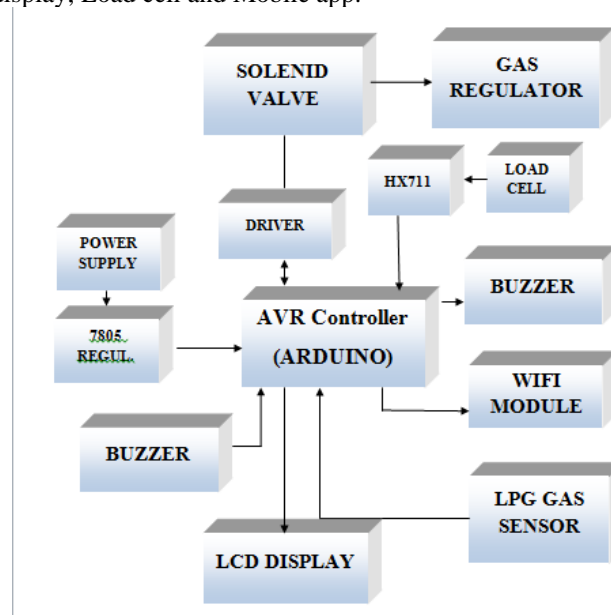 display, Load cell and Mobile app.
SOLENID
VALVE
GAS
REGULATOR
HX711
LOAD
CELL
DRIVER
POWER
SUPPLY
BUZZER
AVR Controller
(ARDUINO)
7805
REGUL.
WIFI
MODULE
BUZZER
LPG GAS
SENSOR
LCD DISPLAY